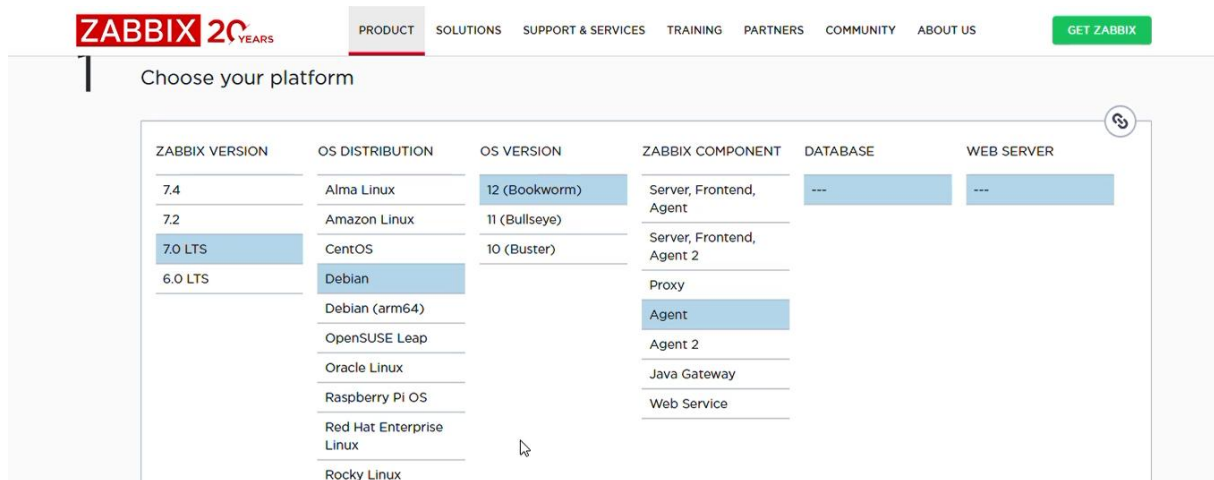 ZABBIX 20 YEARS
PRODUCT SOLUTIONS SUPPORT & SERVICES TRAINING PARTNERS COMMUNITY ABOUT US GET ZABBIX
1 Choose your platform
ZABBIX VERSION
7.4
7.2
7.0 LTS
6.0 LTS
OS DISTRIBUTION
Alma Linux
Amazon Linux
CentOS
Debian
Debian (arm64)
OpenSUSE Leap
Oracle Linux
Raspberry Pi OS
Red Hat Enterprise
Linux
Rocky Linux
OS VERSION
12 (Bookworm)
11 (Bullseye)
10 (Buster)
ZABBIX COMPONENT
Server, Frontend,
Agent
Server, Frontend,
Agent 2
Proxy
Agent
Agent 2
Java Gateway
Web Service
DATABASE
---
WEB SERVER
---